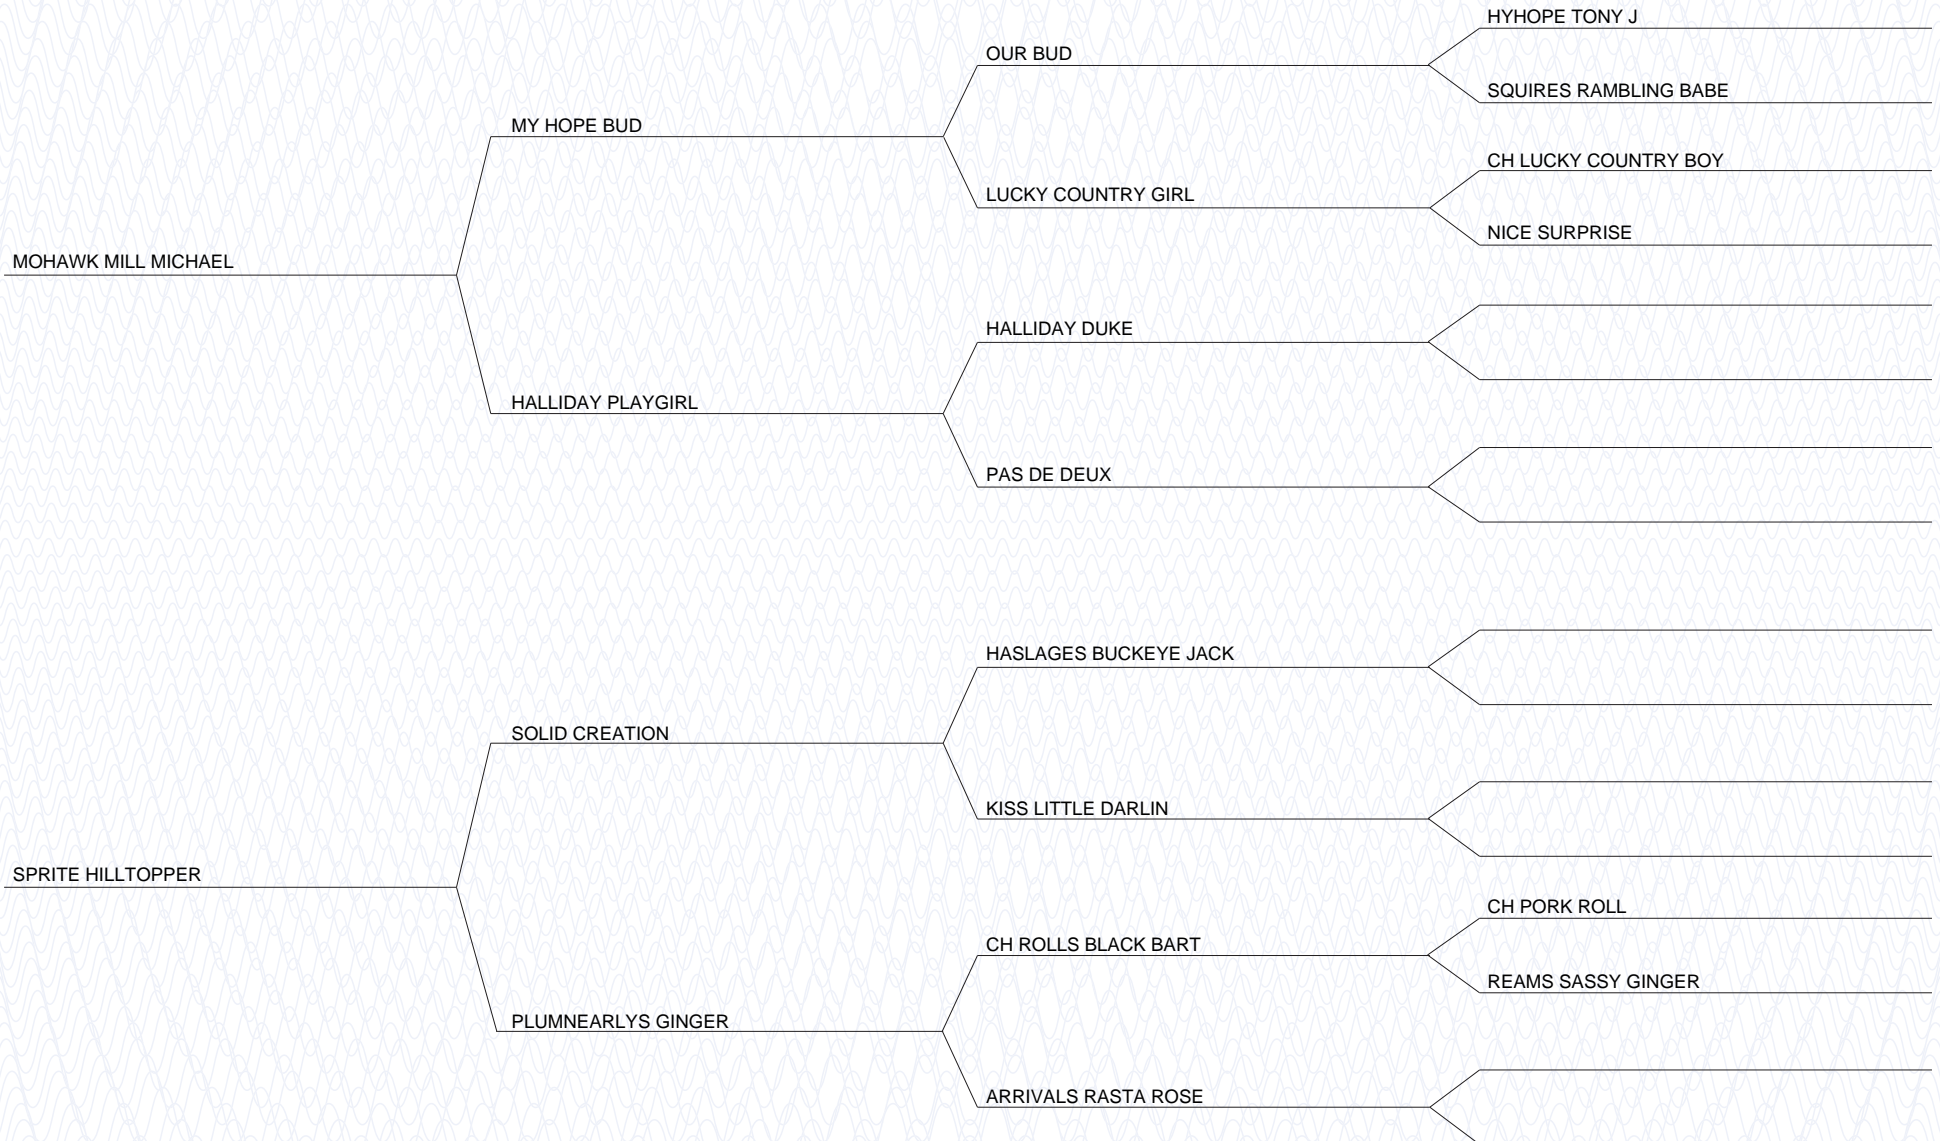 HYHOPE TONY J
OUR BUD
SQUIRES RAMBLING BABE
MY HOPE BUD
CH LUCKY COUNTRY BOY
LUCKY COUNTRY GIRL
NICE SURPRISE
MOHAWK MILL MICHAEL
HALLIDAY DUKE
HALLIDAY PLAYGIRL
PAS DE DEUX
HASLAGES BUCKEYE JACK
SOLID CREATION
KISS LITTLE DARLIN
SPRITE HILLTOPPER
CH PORK ROLL
CH ROLLS BLACK BART
REAMS SASSY GINGER
PLUMNEARLYS GINGER
ARRIVALS RASTA ROSE